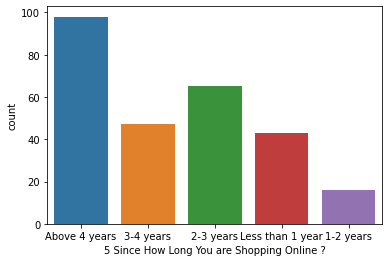 100
80
60
40
20
0
count
Above 4 years 3-4 years 2-3 years Less than 1 year 1-2 years
5 Since How Long You are Shopping Online ?